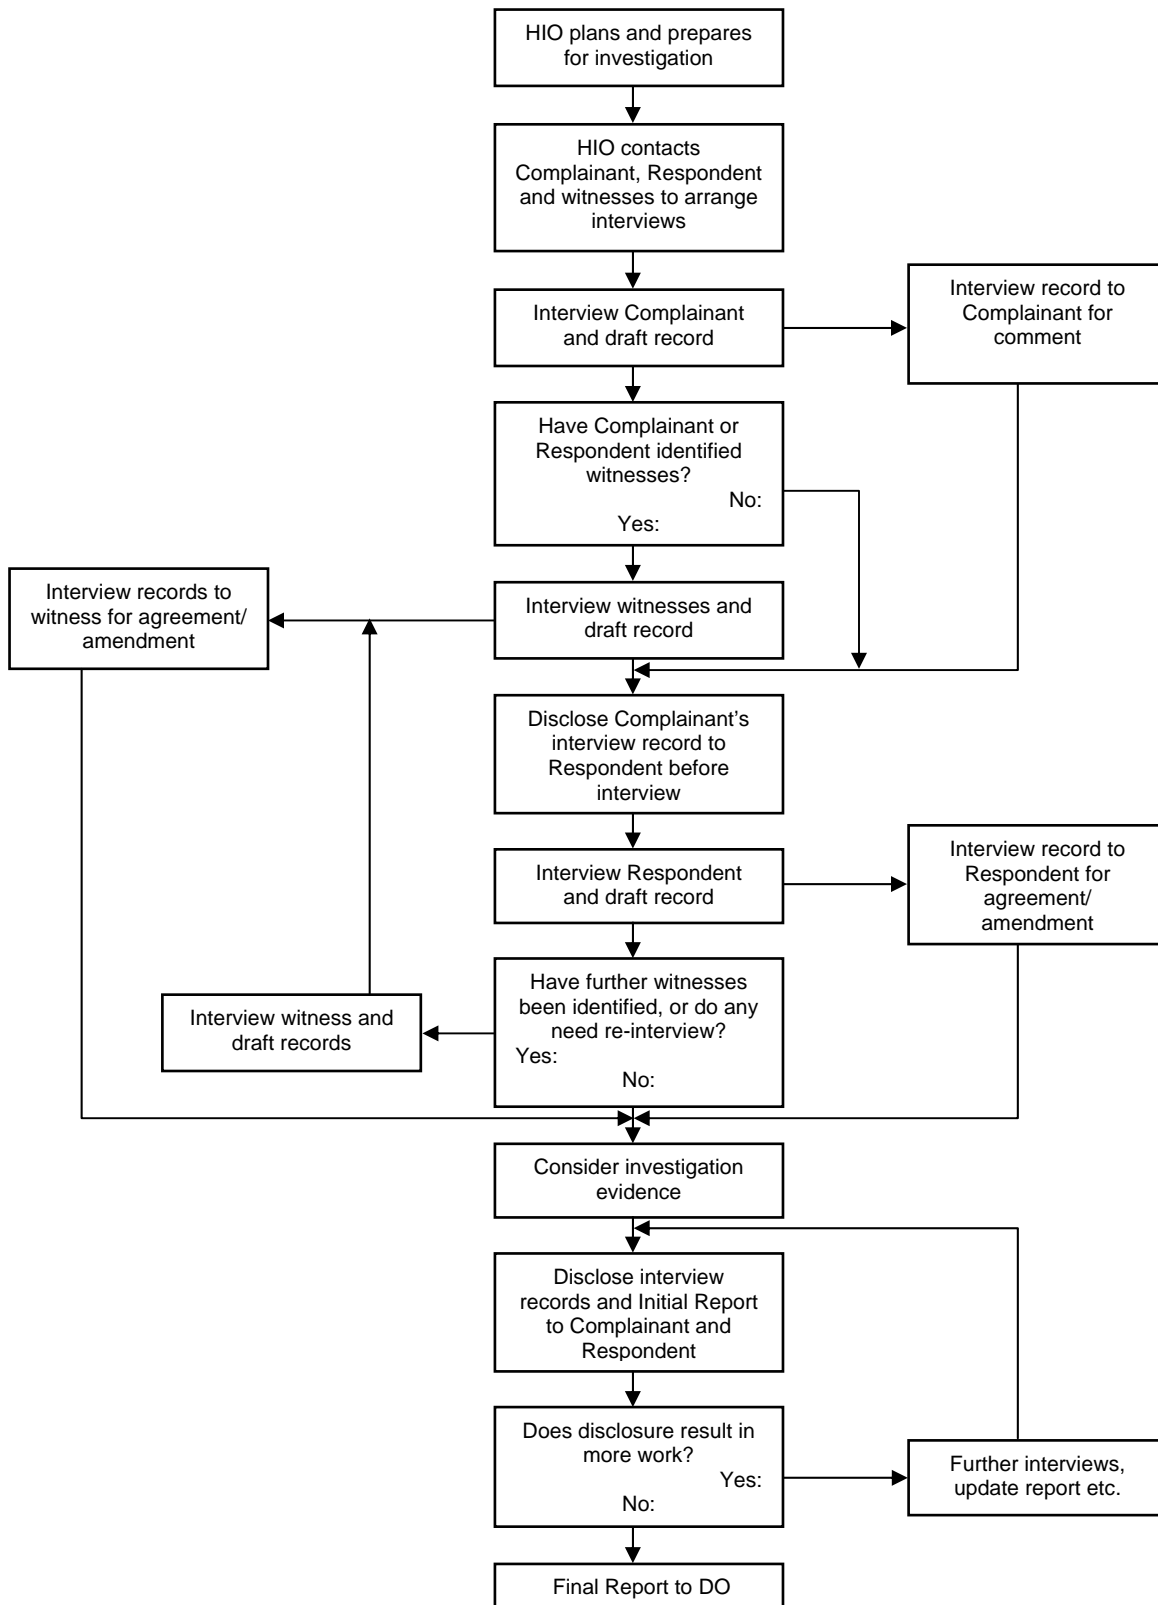 HIO plans and prepares
for investigation
HIO contacts
Complainant, Respondent
and witnesses to arrange
interviews
Interview Complainant
and draft record
Interview record to
Complainant for
comment
Have Complainant or
Respondent identified
witnesses?
No:
Yes:
Interview records to
witness for agreement/
amendment
Interview witnesses and
draft record
Disclose Complainant’s
interview record to
Respondent before
interview
Interview Respondent
and draft record
Interview record to
Respondent for
agreement/
amendment
Have further witnesses
been identified, or do any
need re-interview?
Yes:
No:
Interview witness and
draft records
Consider investigation
evidence
Disclose interview
records and Initial Report
to Complainant and
Respondent
Does disclosure result in
more work?
Yes:
No:
Further interviews,
update report etc.
Final Report to DO